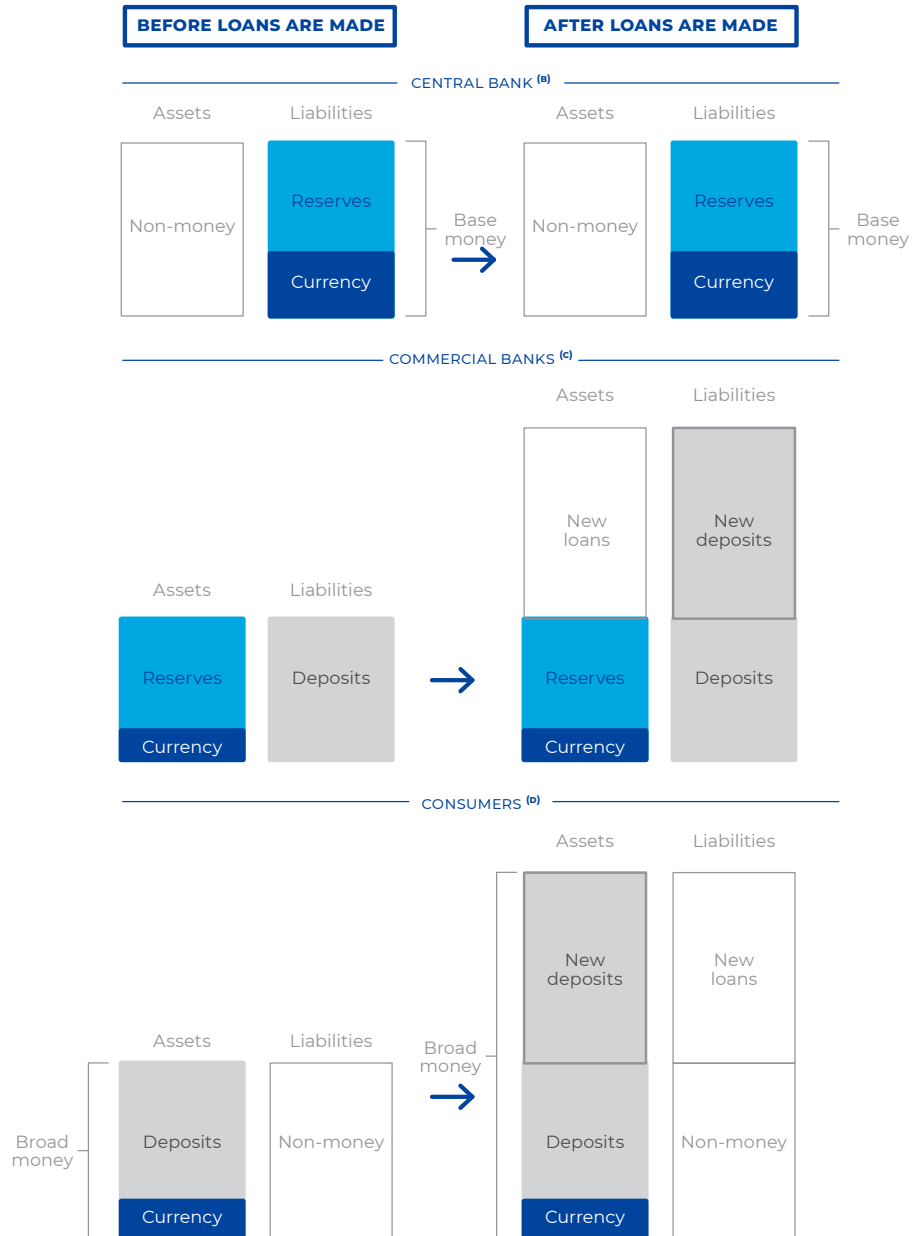 BEFORE LOANS ARE MADE
AFTER LOANS ARE MADE
CENTRAL BANK (B)
Assets
Liabilities
Assets
Liabilities
Non-money
Reserves
Currency
Base
money
Non-money
Reserves
Currency
Base
money
COMMERCIAL BANKS (C)
Assets
Liabilities
New
loans
New
deposits
Assets
Liabilities
Reserves
Currency
Deposits
Reserves
Currency
Deposits
CONSUMERS (D)
Assets
Liabilities
New
deposits
New
loans
Assets
Liabilities
Broad
money
Broad
money
Deposits
Currency
Non-money
Deposits
Currency
Non-money